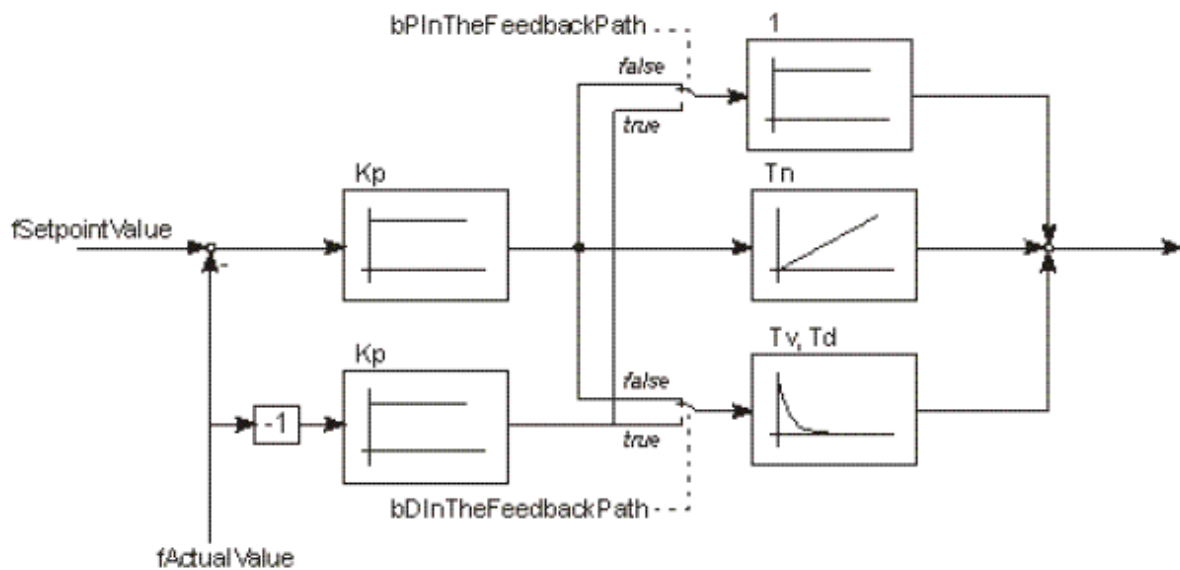 bPInTheFeedbackPath
1
false
true
Kp
Tn
fSetpointValue
-
Kp
Tv, Td
false
-1
true
bDInTheFeedbackPath
fActualValue